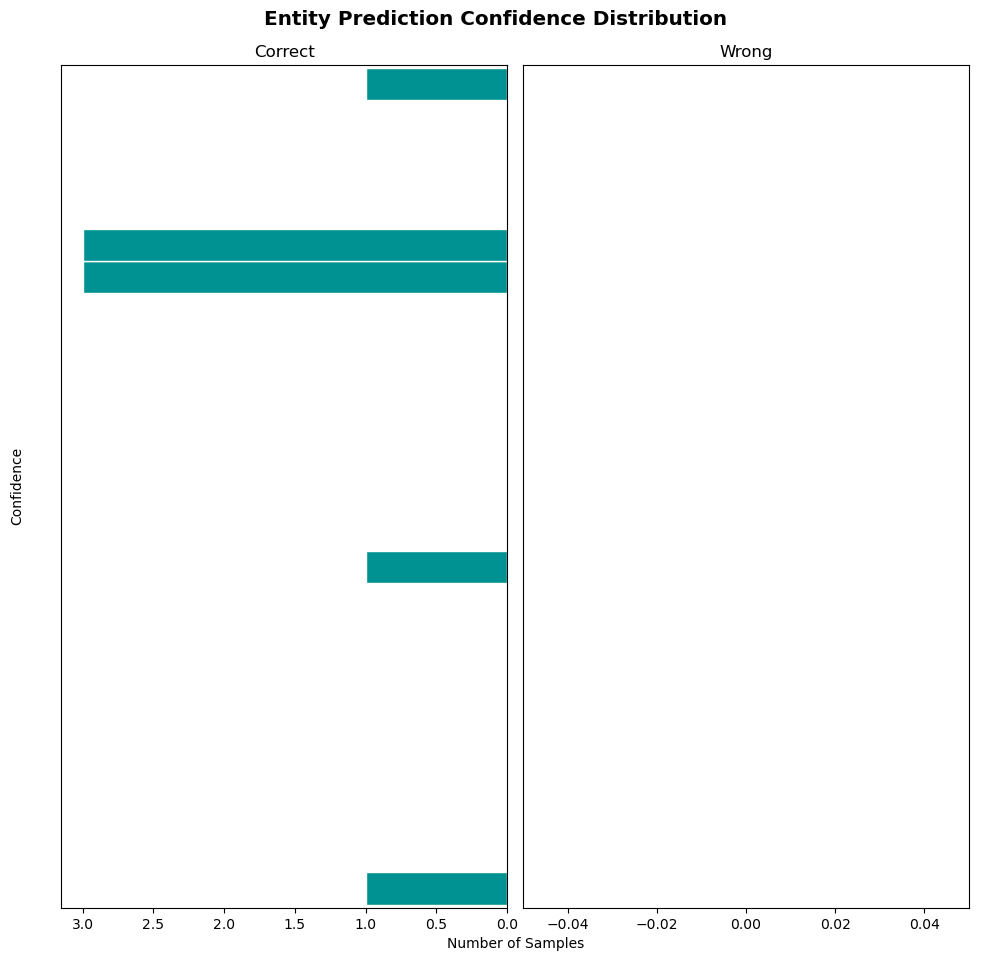 Entity Prediction Confidence Distribution
Correct
Wrong
Confidence
3.0 2.5 2.0 1.5 1.0 0.5 0.0
−0.04 −0.02 0.00 0.02 0.04
Number of Samples